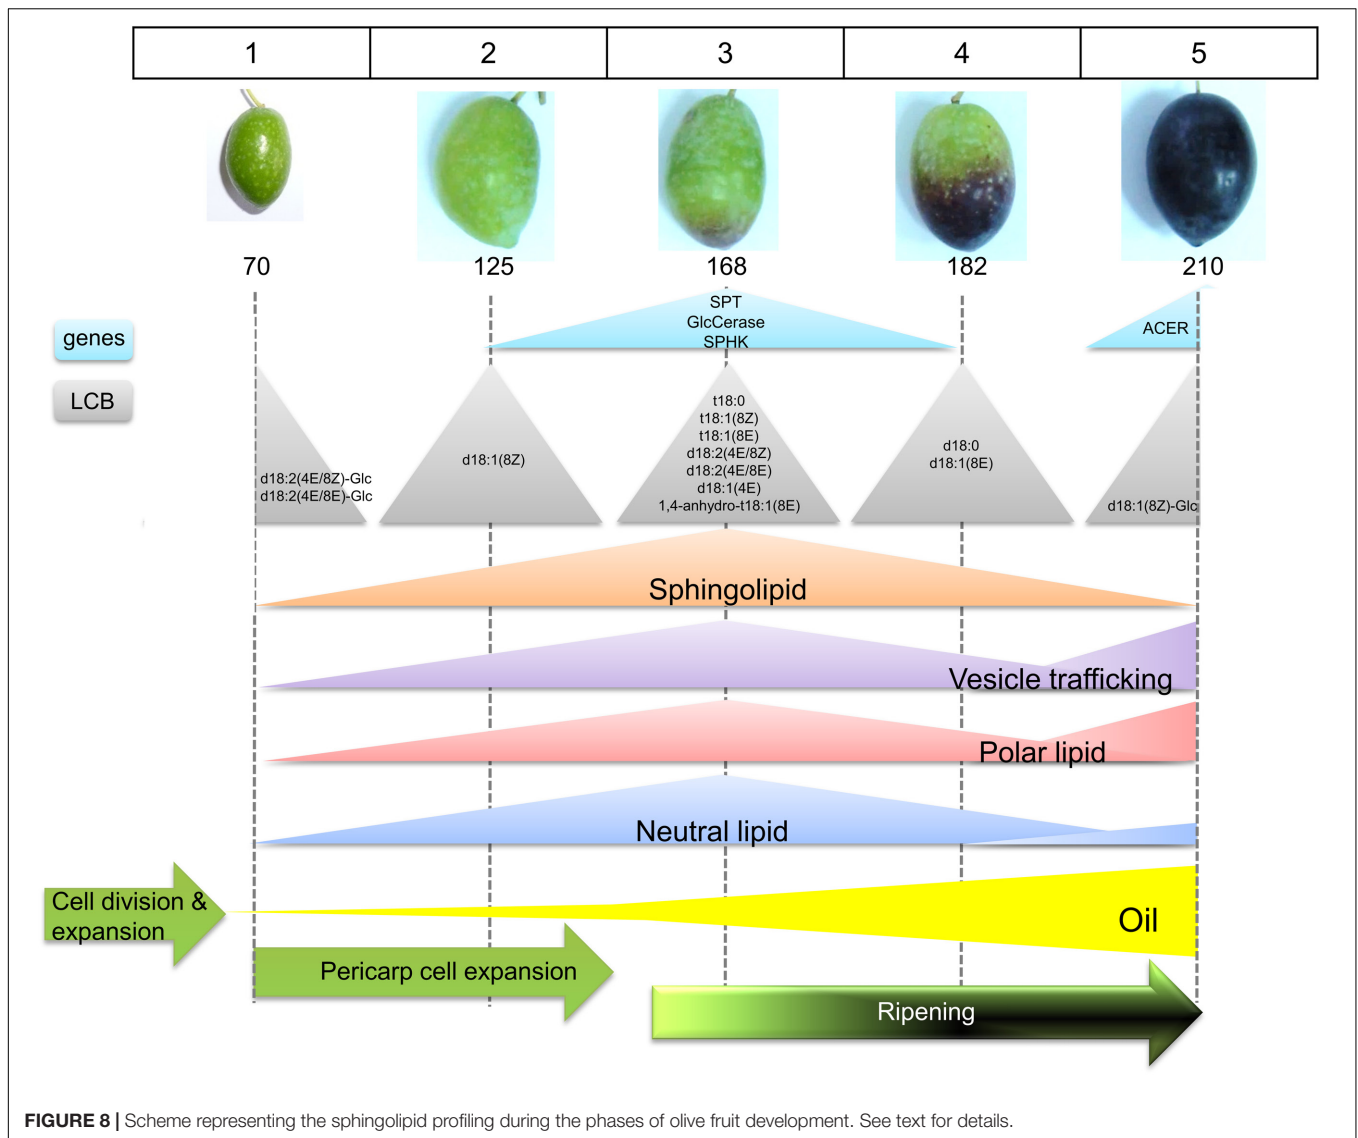 1 2 3 4 5
70 125 168 182 210
genes
SPT
GlcCerase
SPHK
ACER
LCB
d18:2(4E/8Z)-Glc
d18:2(4E/8E)-Glc
d18:1(8Z)
t18:0
t18:1(8Z)
t18:1(8E)
d18:2(4E/8Z)
d18:2(4E/8E)
d18:1(4E)
1,4-anhydro-t18:1(8E)
d18:0
d18:1(8E)
d18:1(8Z)-Glc
Sphingolipid
Vesicle trafficking
Polar lipid
Neutral lipid
Cell division &
expansion
Oil
Pericarp cell expansion
Ripening
FIGURE 8 | Scheme representing the sphingolipid profiling during the phases of olive fruit development. See text for details.